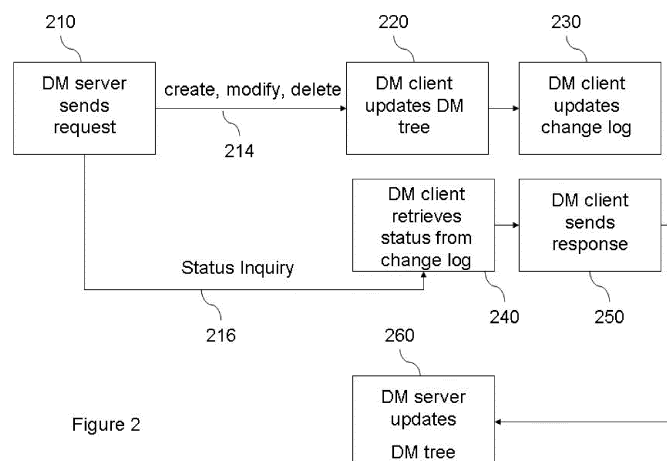 210
220
230
DM server
sends
request
create, modify, delete
214
DM client
updates DM
tree
DM client
updates
change log
DM client
retrieves
status from
change log
DM client
sends
response
Status Inquiry
216
240
250
260
DM server
updates
DM tree
Figure 2